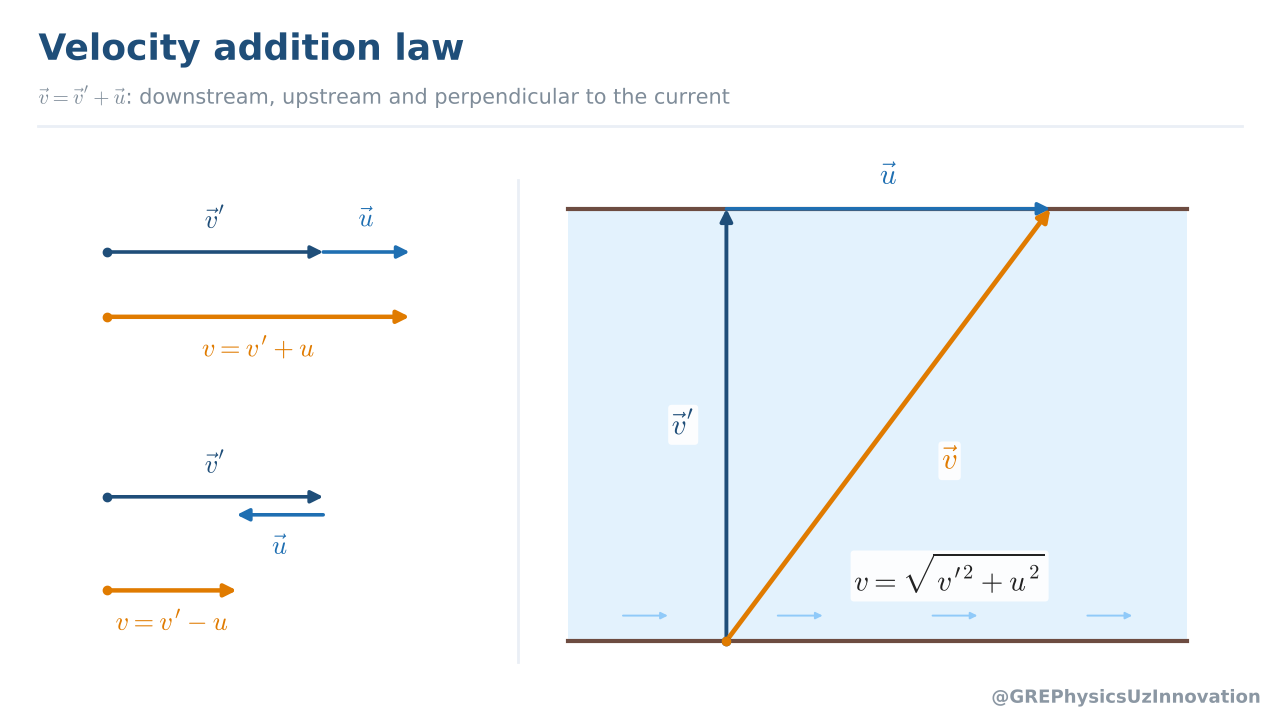 Velocity addition law
v⃗ = v⃗′ + u⃗: downstream, upstream and perpendicular to the current
v⃗′
u⃗
v = v′ + u
v⃗′
u⃗
v = v′ − u
u⃗
v⃗′
v⃗
v = √(v′² + u²)
@GREPhysicsUzInnovation